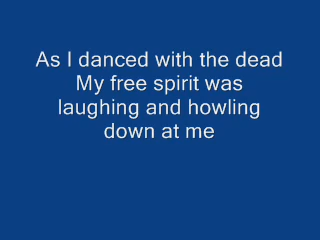 As I danced with the dead
My free spirit was
laughing and howling
down at me